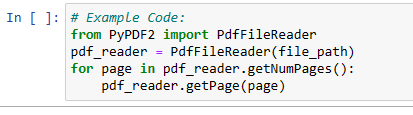 In [ ]: # Example Code:
from PyPDF2 import PdfFileReader
pdf_reader = PdfFileReader(file_path)
for page in pdf_reader.getNumPages():
    pdf_reader.getPage(page)